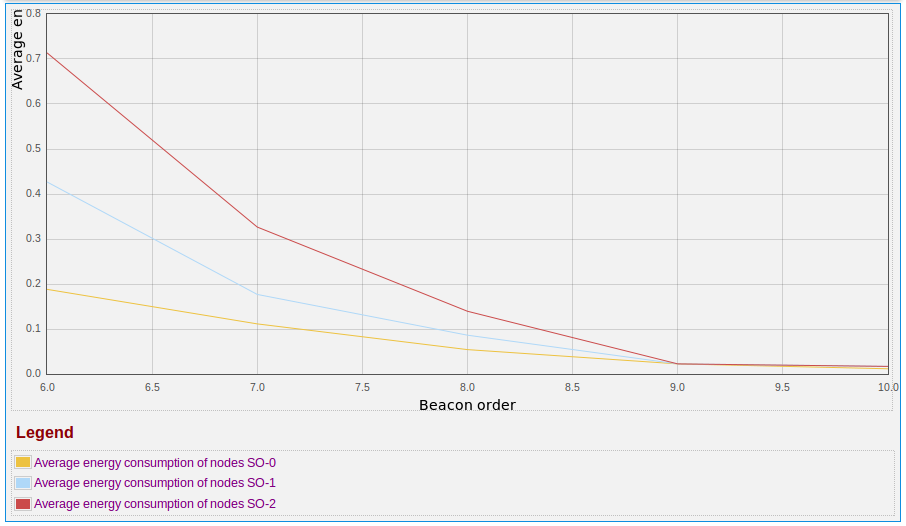 Average en
0.8
0.7
0.6
0.5
0.4
0.3
0.2
0.1
0.0
6.0 6.5 7.0 7.5 8.0 8.5 9.0 9.5 10.0
Beacon order
Legend
Average energy consumption of nodes SO-0
Average energy consumption of nodes SO-1
Average energy consumption of nodes SO-2